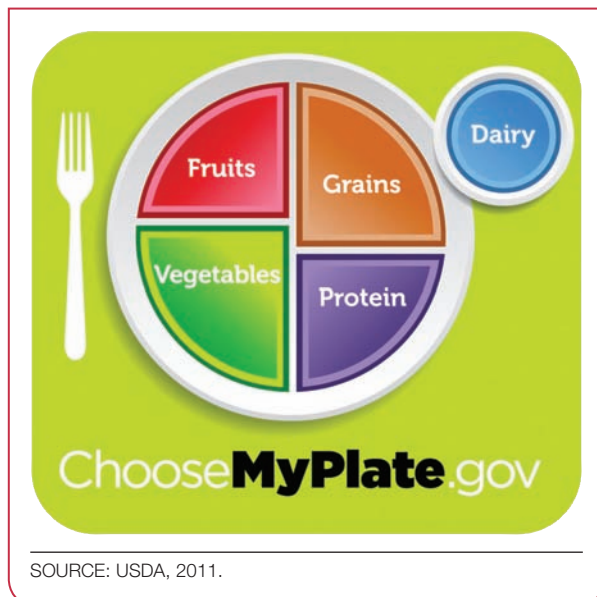 Fruits
Grains
Dairy
Vegetables
Protein
ChooseMyPlate.gov
SOURCE: USDA, 2011.